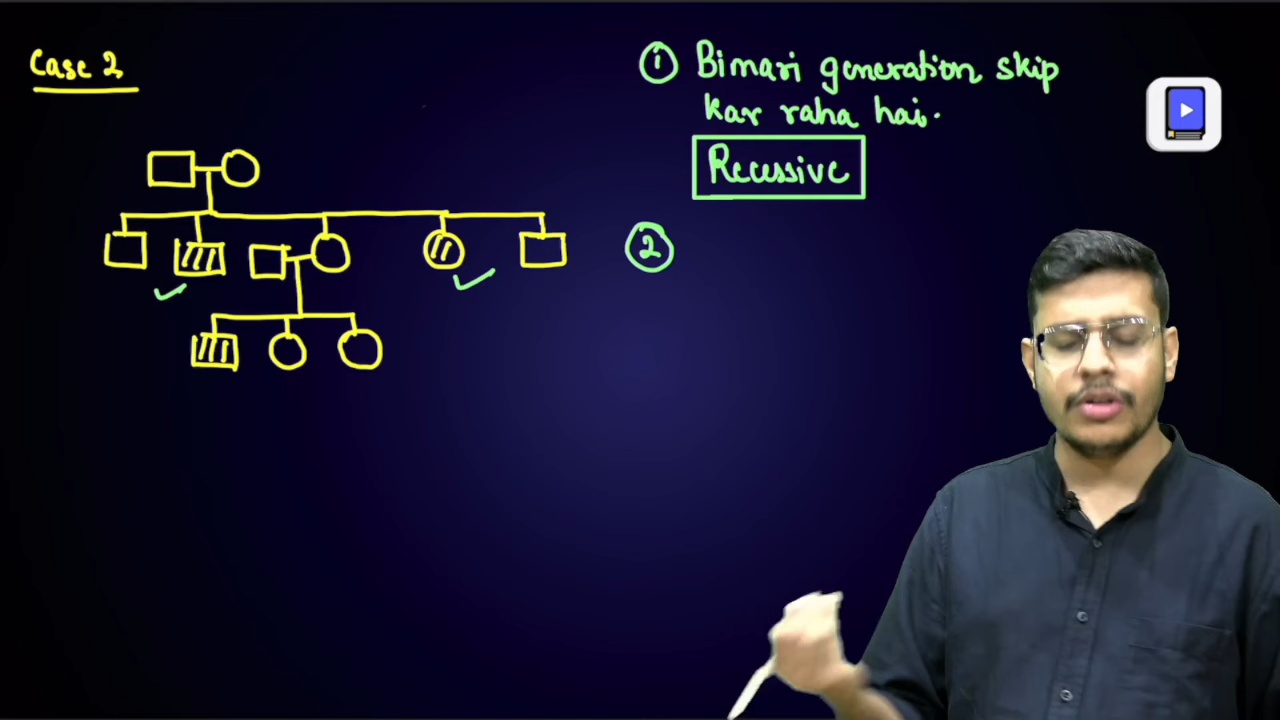 Case 2
① Bimari generation skip
kar raha hai.
Recessive
②